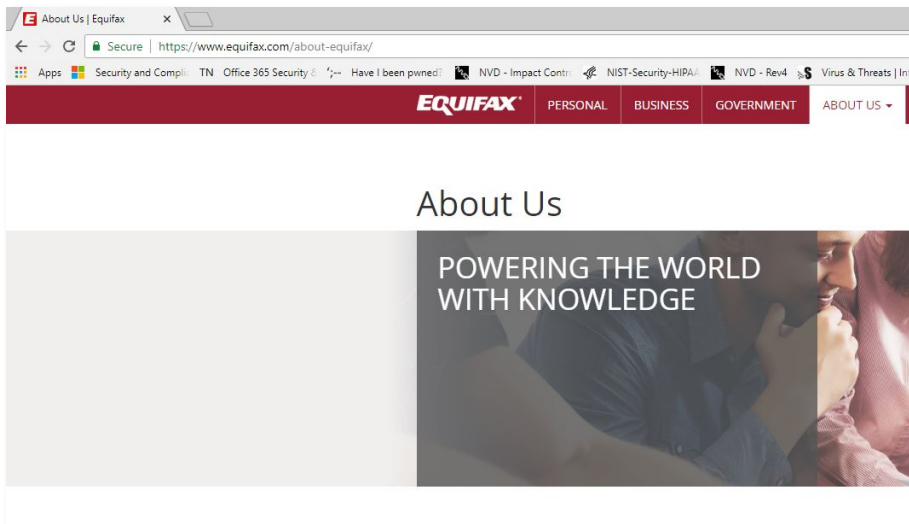 About Us | Equifax
Secure | https://www.equifax.com/about-equifax/
Apps Security and Compli TN Office 365 Security & ';-- Have I been pwned? NVD - Impact Contr NIST-Security-HIPAA NVD - Rev4 Virus & Threats | In
EQUIFAX PERSONAL BUSINESS GOVERNMENT ABOUT US
About Us
POWERING THE WORLD
WITH KNOWLEDGE